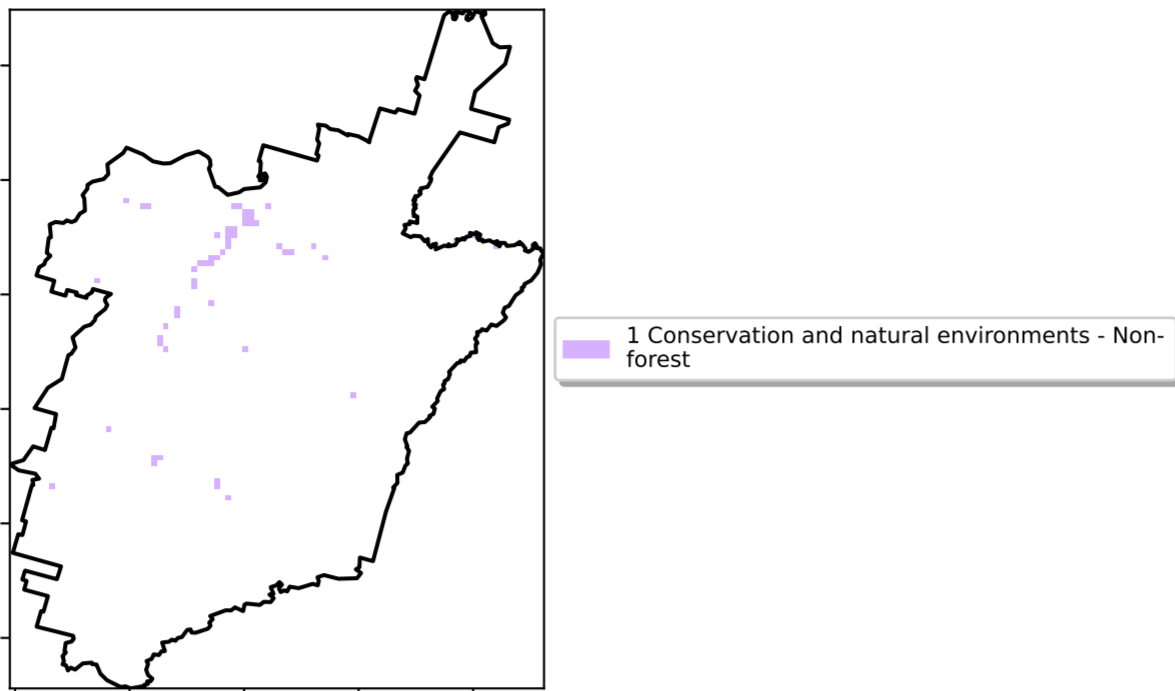 1 Conservation and natural environments - Non-
forest